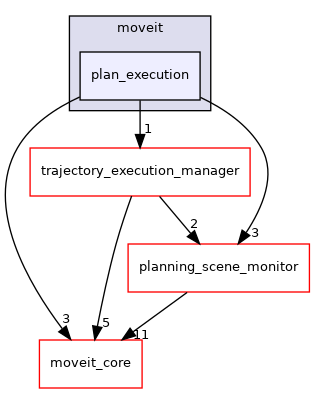 moveit
plan_execution
1
trajectory_execution_manager
2
3
planning_scene_monitor
3
5
11
moveit_core